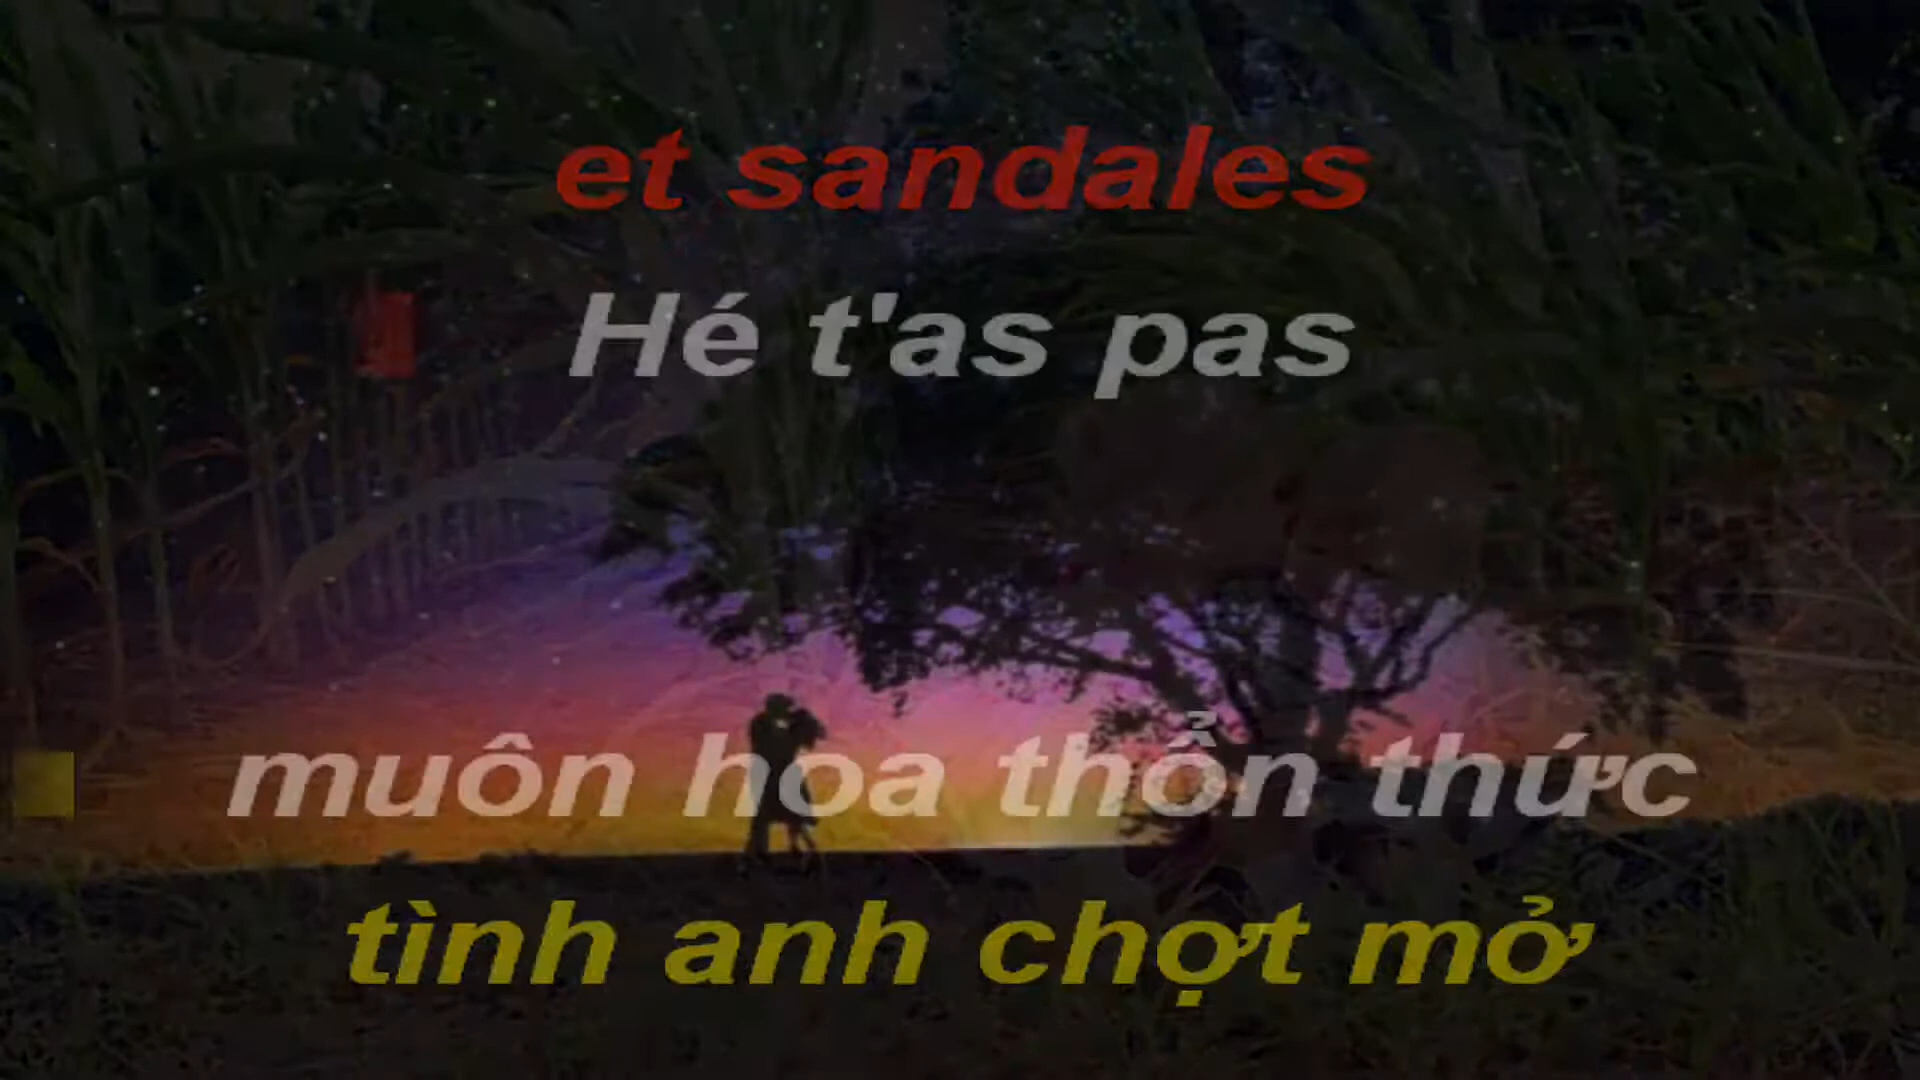 et sandales
Hé t'as pas
muôn hoa thổn thức
tình anh chợt mở